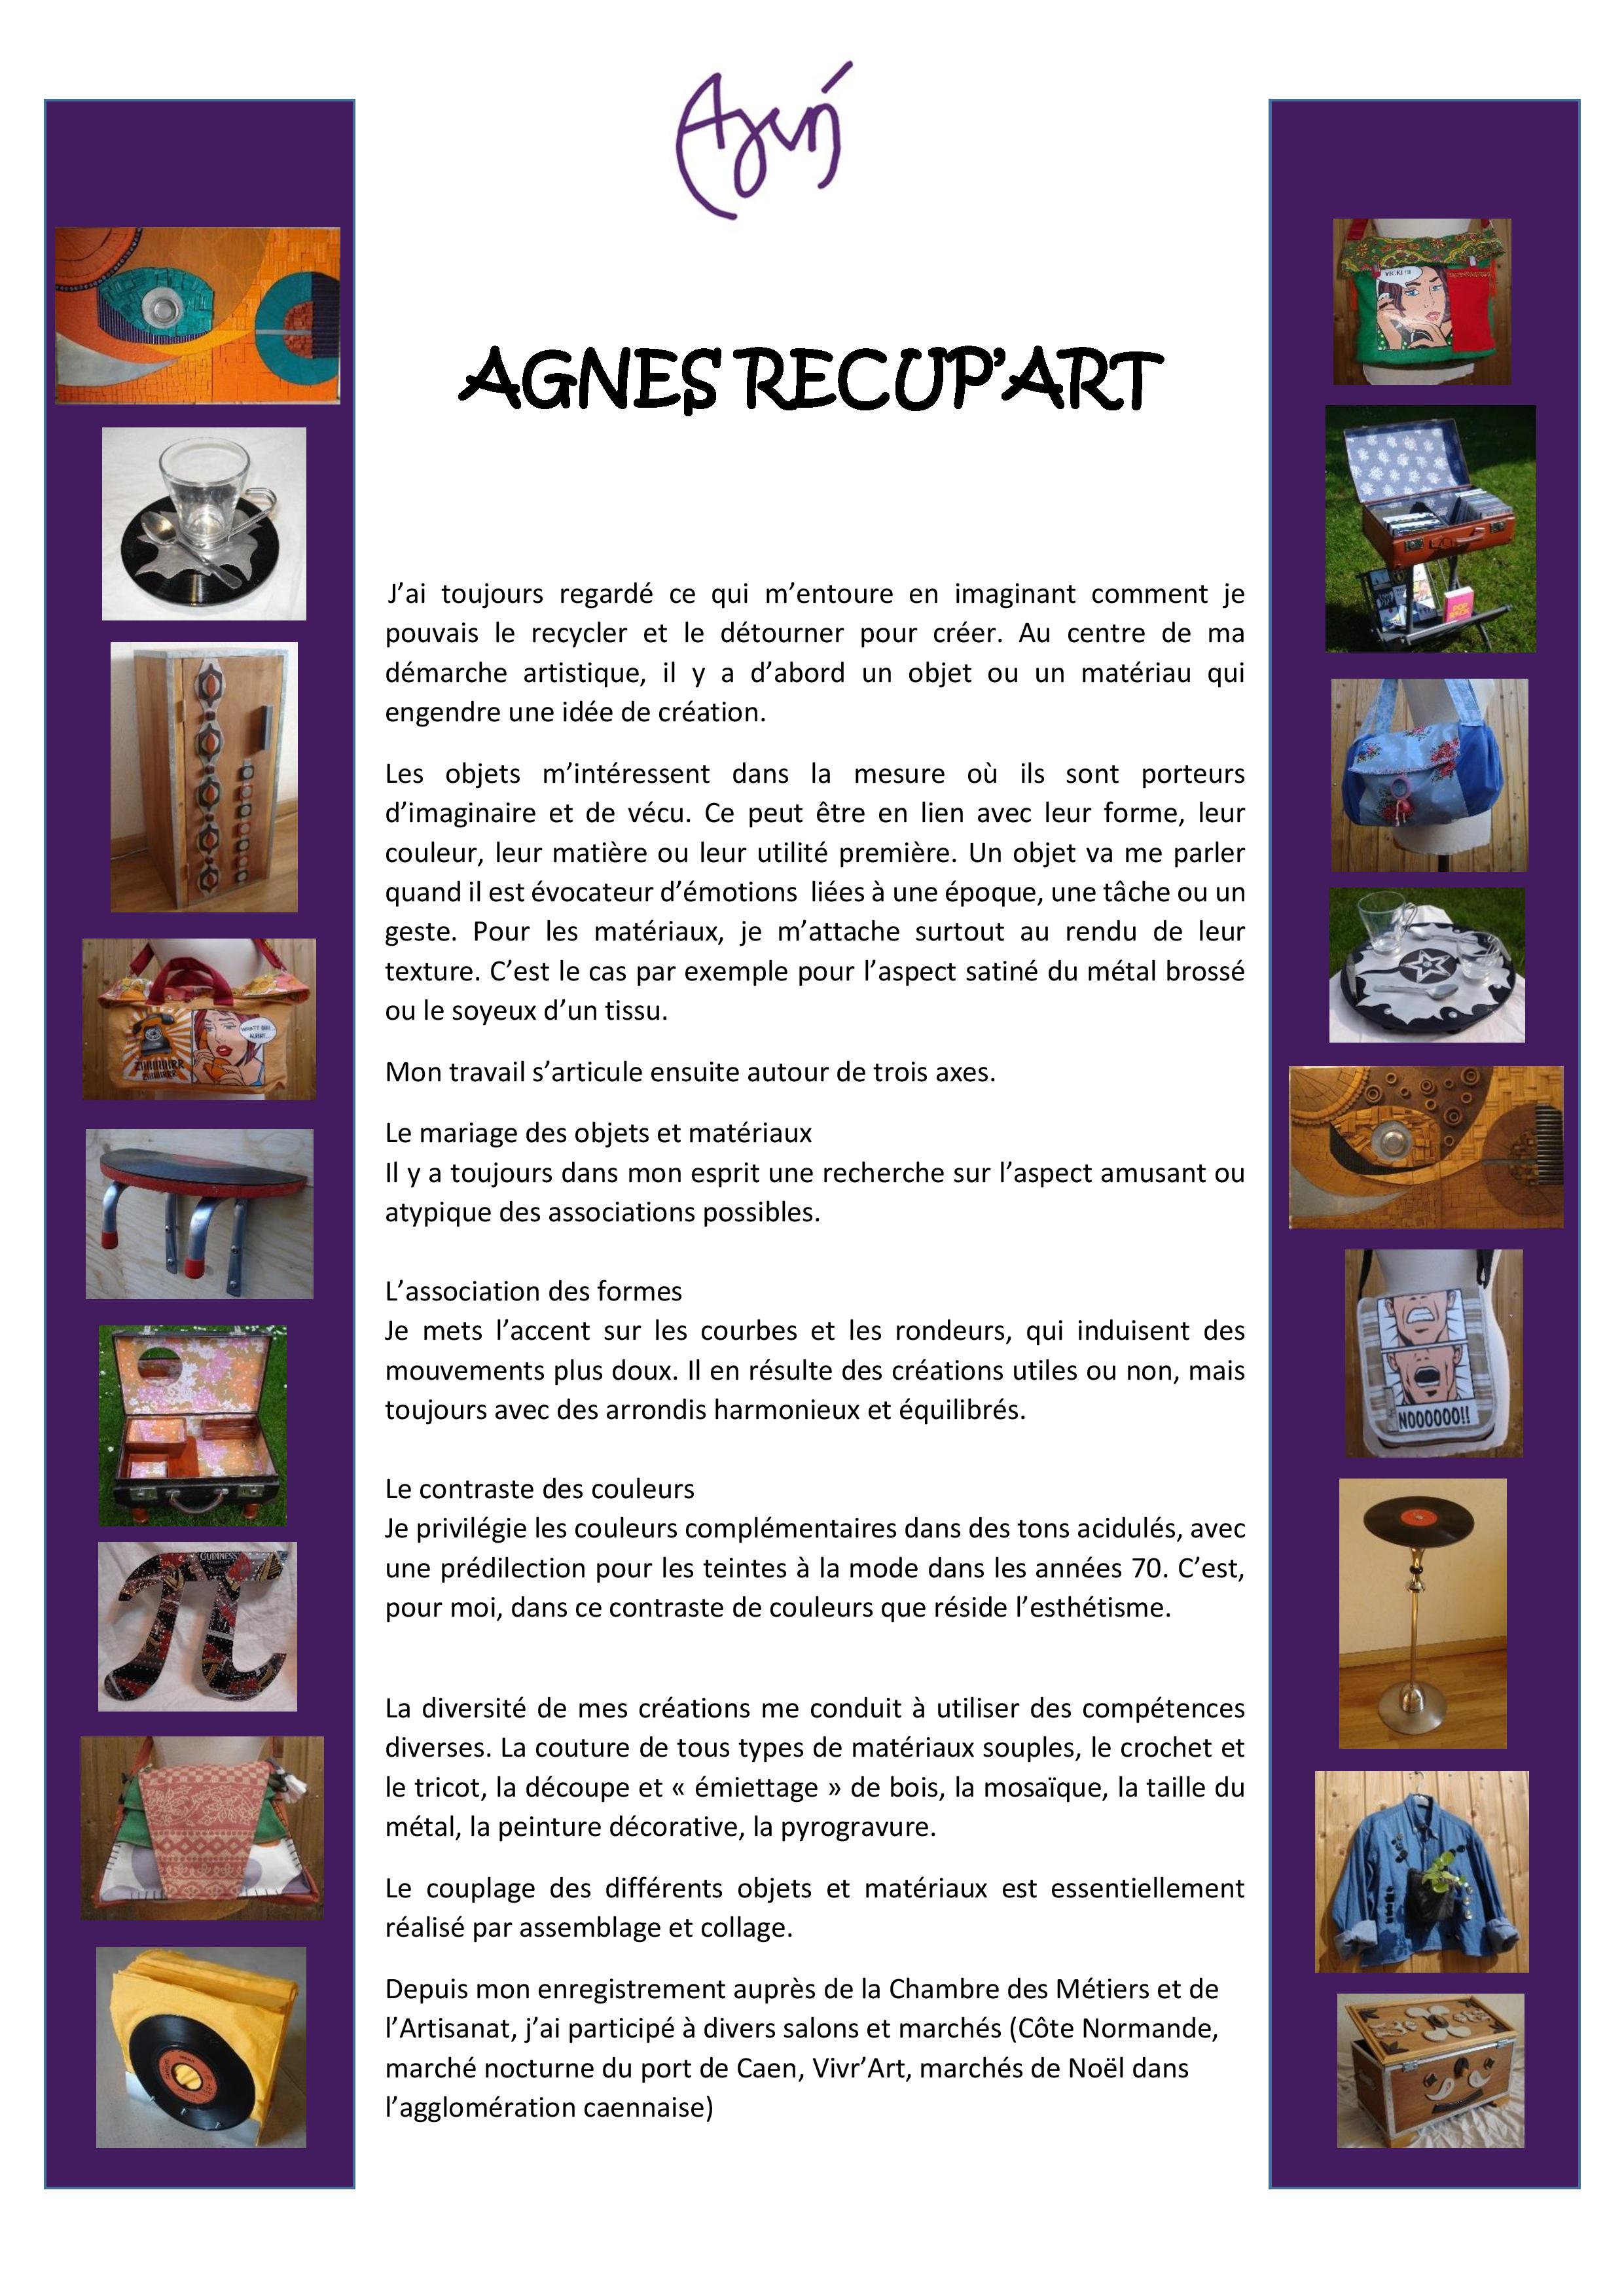 Agnés
AGNES RECUP’ART
J’ai toujours regardé ce qui m’entoure en imaginant comment je
pouvais le recycler et le détourner pour créer. Au centre de ma
démarche artistique, il y a d’abord un objet ou un matériau qui
engendre une idée de création.
Les objets m’intéressent dans la mesure où ils sont porteurs
d’imaginaire et de vécu. Ce peut être en lien avec leur forme, leur
couleur, leur matière ou leur utilité première. Un objet va me parler
quand il est évocateur d’émotions liées à une époque, une tâche ou un
geste. Pour les matériaux, je m’attache surtout au rendu de leur
texture. C’est le cas par exemple pour l’aspect satiné du métal brossé
ou le soyeux d’un tissu.
Mon travail s’articule ensuite autour de trois axes.
Le mariage des objets et matériaux
Il y a toujours dans mon esprit une recherche sur l’aspect amusant ou
atypique des associations possibles.
L’association des formes
Je mets l’accent sur les courbes et les rondeurs, qui induisent des
mouvements plus doux. Il en résulte des créations utiles ou non, mais
toujours avec des arrondis harmonieux et équilibrés.
Le contraste des couleurs
Je privilégie les couleurs complémentaires dans des tons acidulés, avec
une prédilection pour les teintes à la mode dans les années 70. C’est,
pour moi, dans ce contraste de couleurs que réside l’esthétisme.
La diversité de mes créations me conduit à utiliser des compétences
diverses. La couture de tous types de matériaux souples, le crochet et
le tricot, la découpe et « émiettage » de bois, la mosaïque, la taille du
métal, la peinture décorative, la pyrogravure.
Le couplage des différents objets et matériaux est essentiellement
réalisé par assemblage et collage.
Depuis mon enregistrement auprès de la Chambre des Métiers et de
l’Artisanat, j’ai participé à divers salons et marchés (Côte Normande,
marché nocturne du port de Caen, Vivr’Art, marchés de Noël dans
l’agglomération caennaise)
GUINNESS
NOOOOOO!!